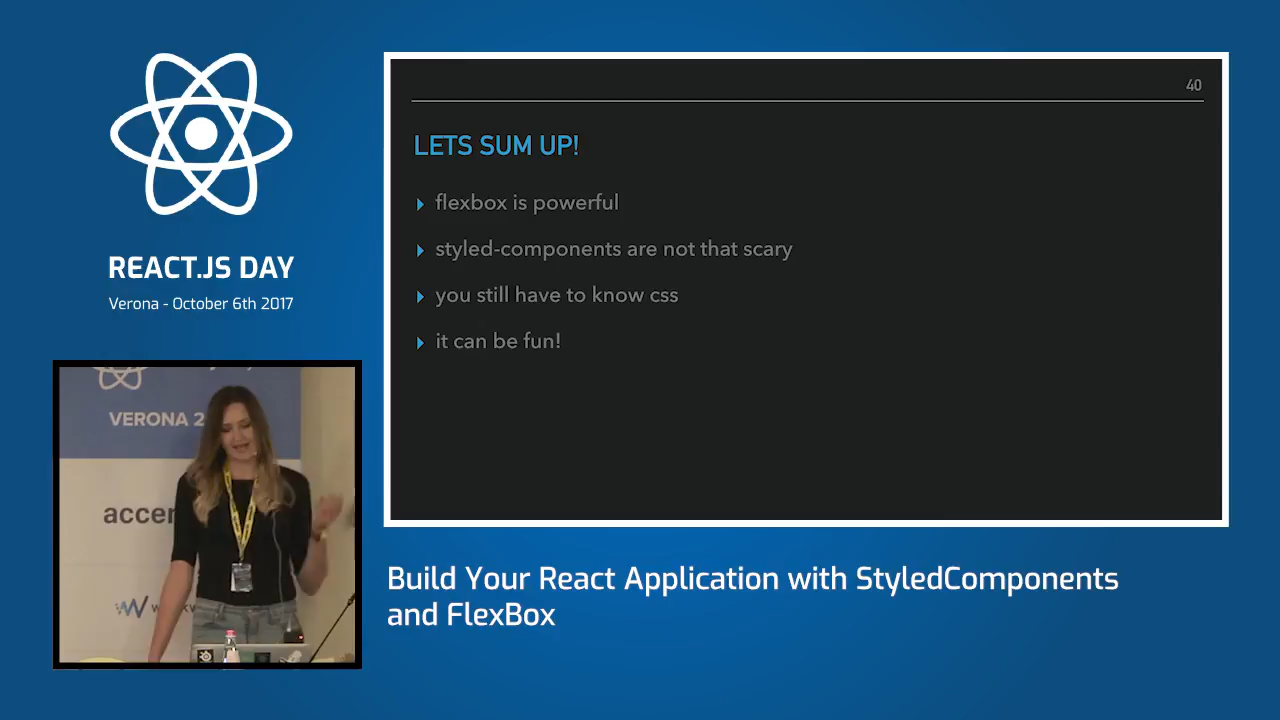 REACT.JS DAY
Verona - October 6th 2017
40
LETS SUM UP!
flexbox is powerful
styled-components are not that scary
you still have to know css
it can be fun!
VERONA 2
accen
Build Your React Application with StyledComponents
and FlexBox